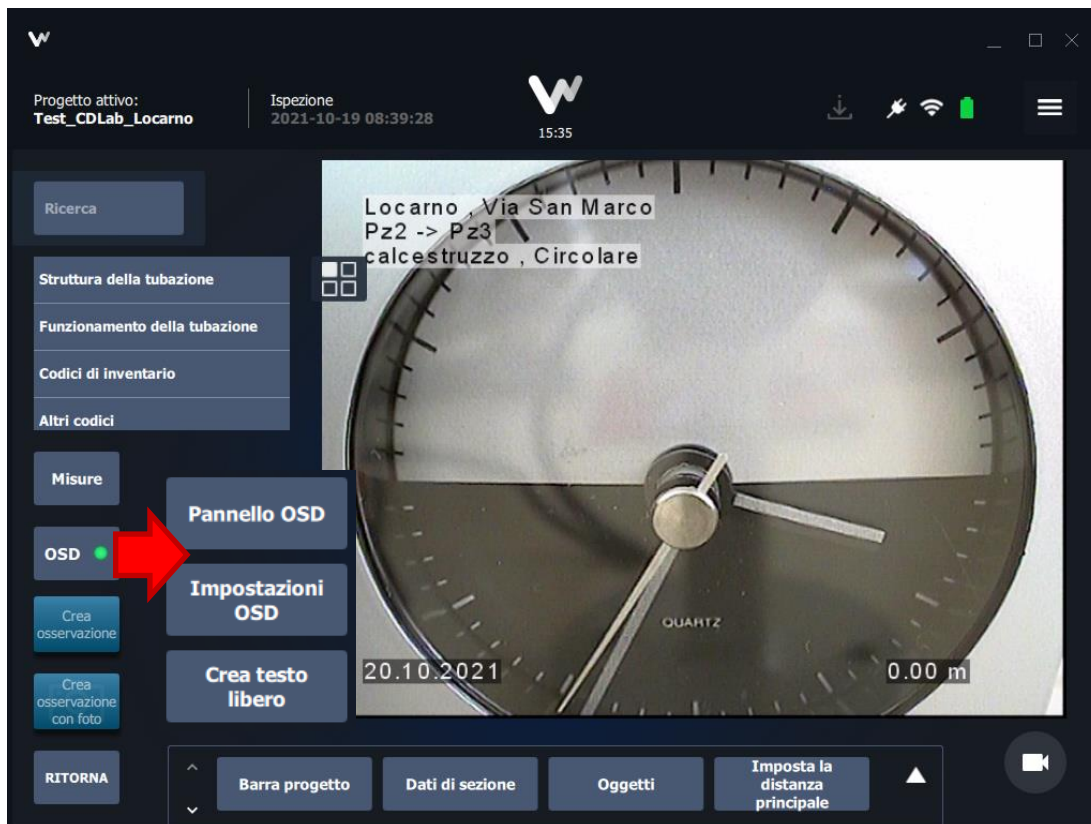 Progetto attivo:
Test_CDLab_Locarno
Ispezione
2021-10-19 08:39:28
15:35
Ricerca
Struttura della tubazione
Funzionamento della tubazione
Codici di inventario
Altri codici
Misure
OSD
Crea
osservazione
Crea
osservazione
con foto
RITORNA
Pannello OSD
Impostazioni
OSD
Crea testo
libero
Locarno , Via San Marco
Pz2 -> Pz3
calcestruzzo , Circolare
QUARTZ
20.10.2021
0.00 m
Barra progetto
Dati di sezione
Oggetti
Imposta la
distanza
principale